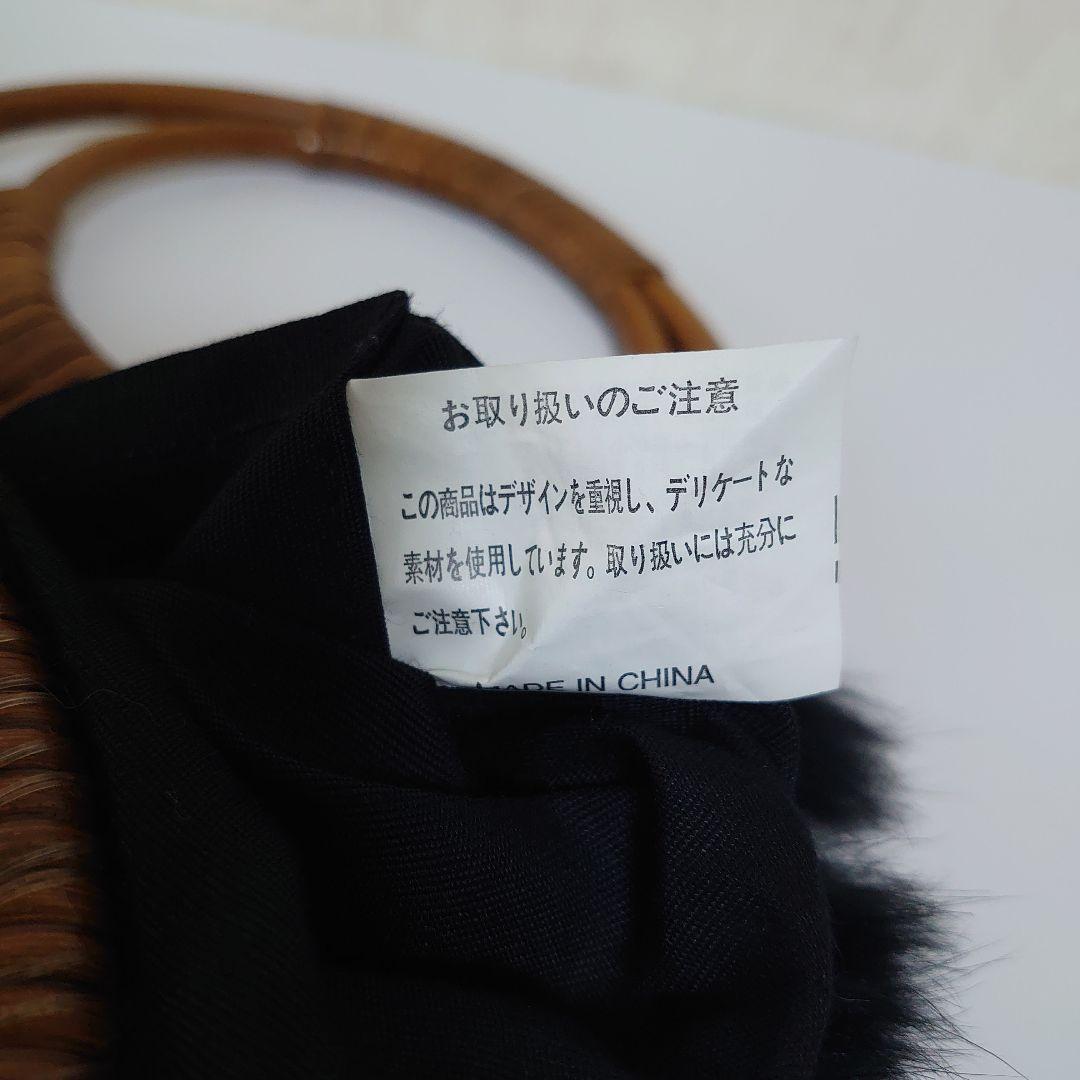 お取り扱いのご注意
この商品はデザインを重視し、デリケートな
素材を使用しています。取り扱いには充分に
ご注意下さい。
MADE IN CHINA